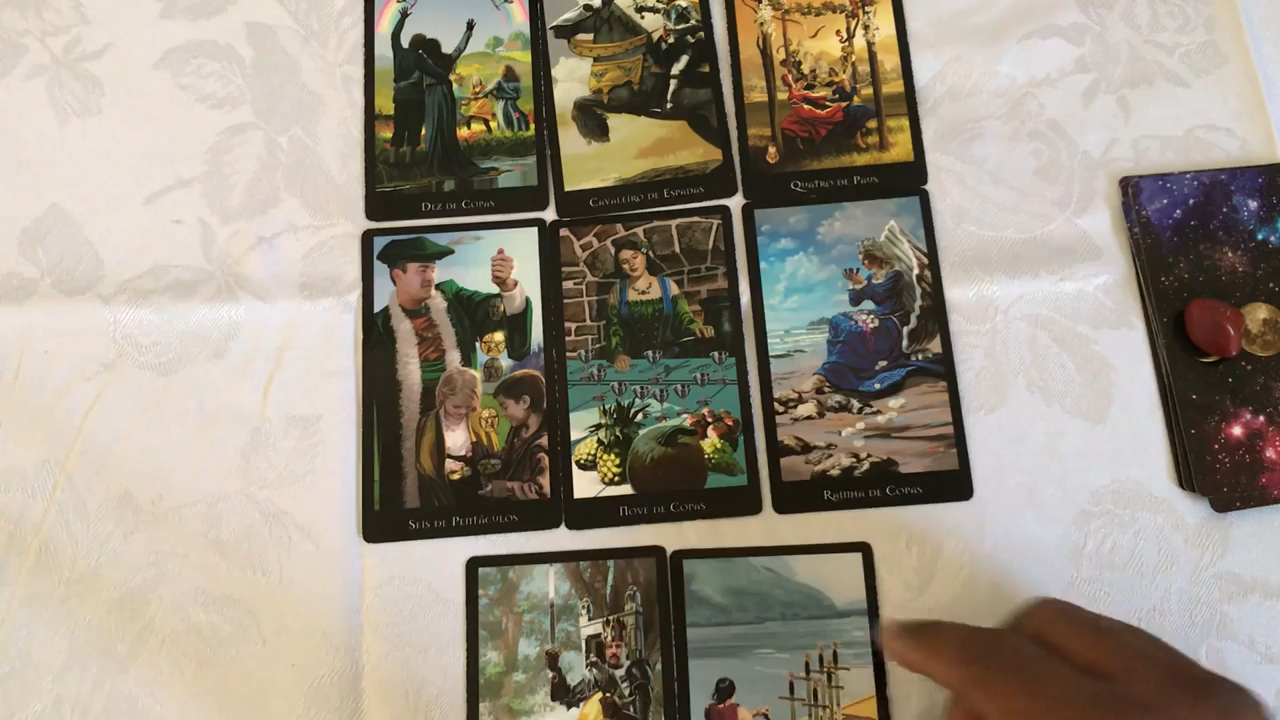 Dez de Copas
Cavaleiro de Espadas
Quatro de Paus
Seis de Pentáculos
Nove de Copas
Rainha de Copas